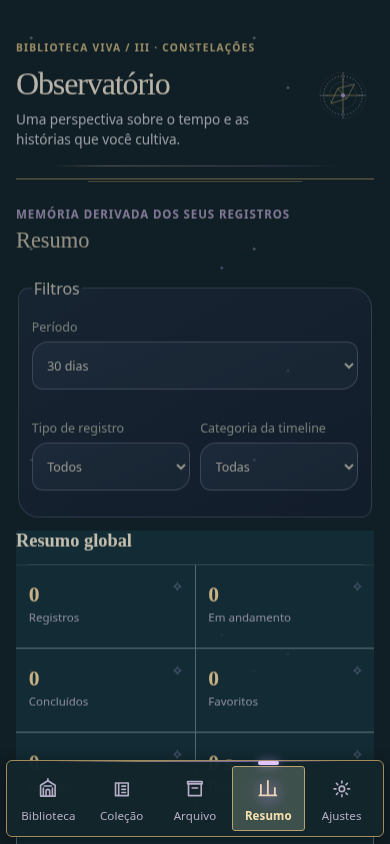 BIBLIOTECA VIVA / III · CONSTELAÇÕES
Observatório
Uma perspectiva sobre o tempo e as
histórias que você cultiva.
MEMÓRIA DERIVADA DOS SEUS REGISTROS
Resumo
Filtros
Período
30 dias
Tipo de registro
Categoria da timeline
Todos
Todas
Resumo global
0
0
Registros
Em andamento
0
0
Concluídos
Favoritos
Biblioteca
Coleção
Arquivo
Resumo
Ajustes